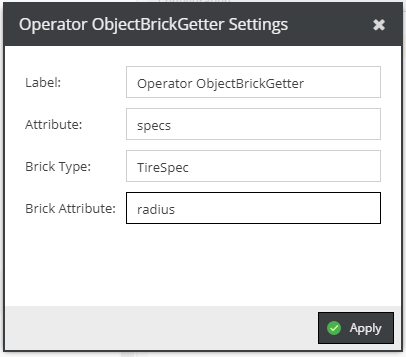 Operator ObjectBrickGetter Settings
Label: Operator ObjectBrickGetter
Attribute: specs
Brick Type: TireSpec
Brick Attribute: radius
Apply